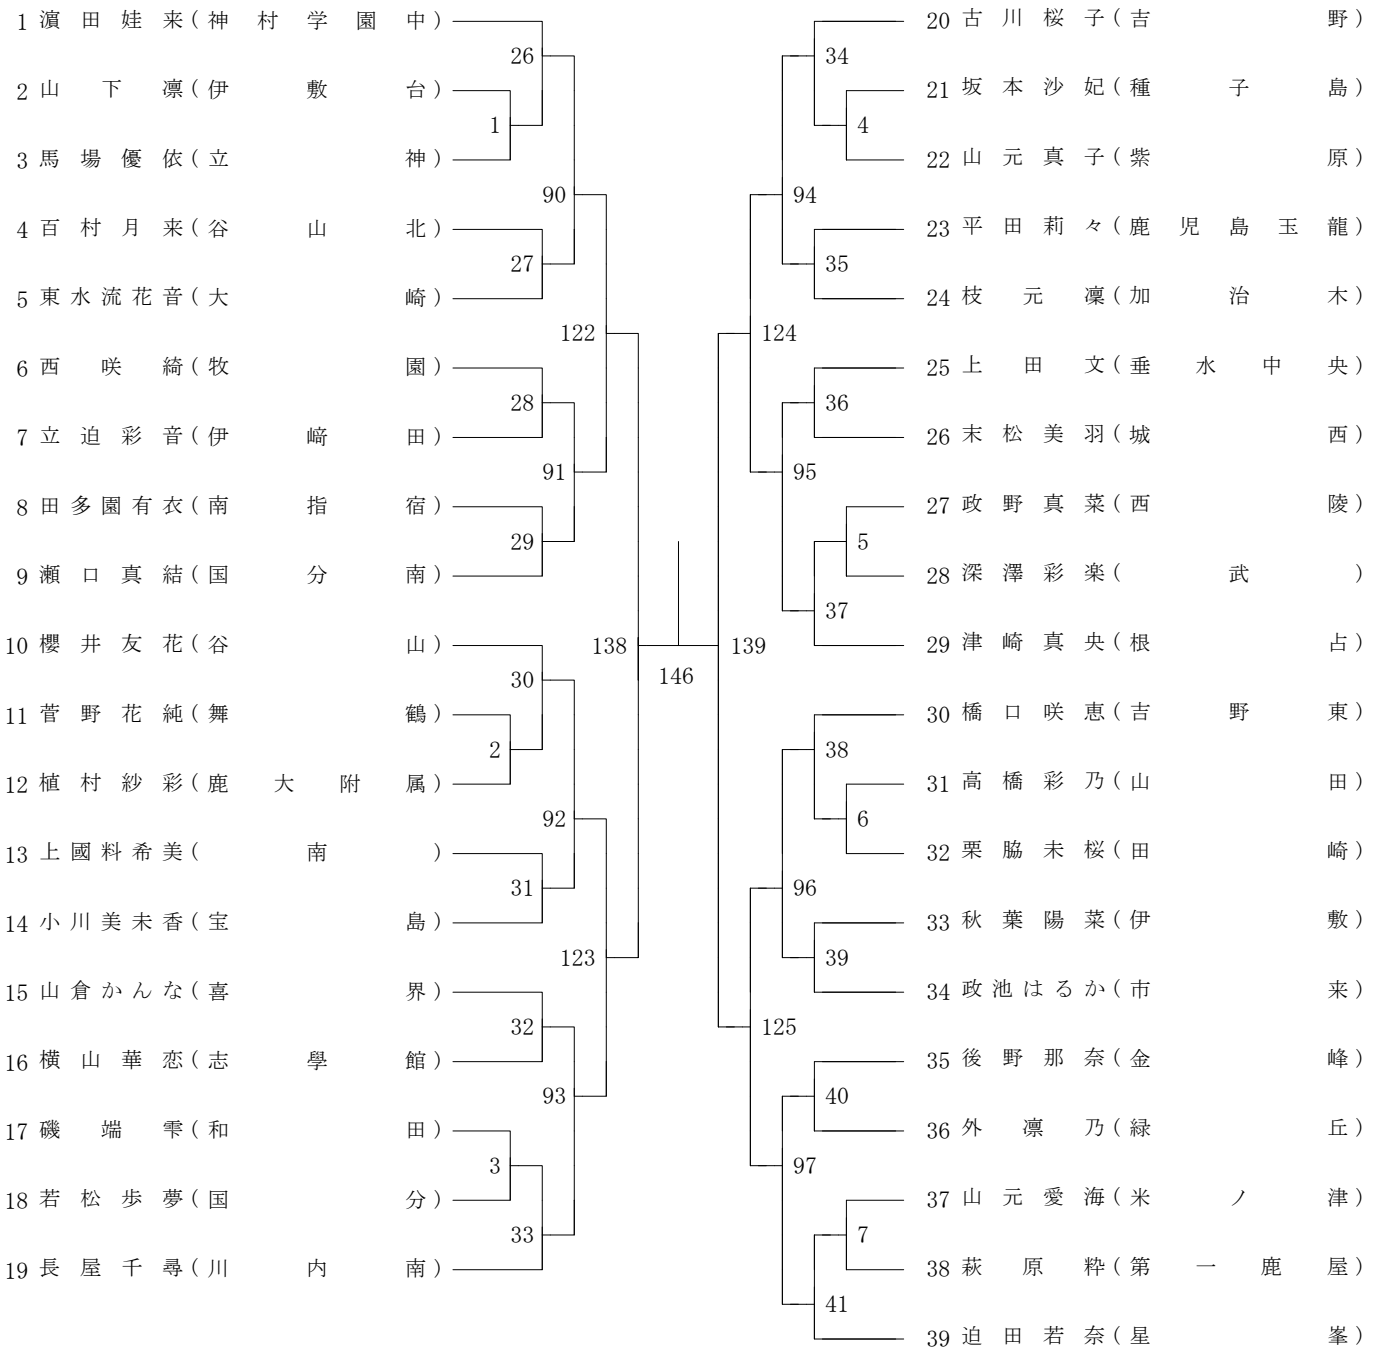 1 濵田娃来(神村学園中)
26
2 山下凛(伊敷台)
1
3 馬場優依(立神)
90
4 百村月来(谷山北)
27
5 東水流花音(大崎)
122
6 西咲綺(牧園)
28
7 立迫彩音(伊﨑田)
91
8 田多園有衣(南指宿)
29
9 瀬口真結(国分南)
10 櫻井友花(谷山)
138
30
11 菅野花純(舞鶴)
2
12 植村紗彩(鹿大附属)
92
13 上國料希美(南)
31
14 小川美未香(宝島)
123
15 山倉かんな(喜界)
32
16 横山華恋(志學館)
93
17 磯端雫(和田)
3
18 若松歩夢(国分)
33
19 長屋千尋(川内南)
146
20 古川桜子(吉野)
34
21 坂本沙妃(種子島)
4
22 山元真子(紫原)
94
23 平田莉々(鹿児島玉龍)
35
24 枝元凜(加治木)
124
25 上田文(垂水中央)
36
26 末松美羽(城西)
95
27 政野真菜(西陵)
5
28 深澤彩楽(武)
37
29 津崎真央(根占)
139
30 橋口咲恵(吉野東)
38
31 高橋彩乃(山田)
6
32 栗脇未桜(田崎)
96
33 秋葉陽菜(伊敷)
39
34 政池はるか(市来)
125
35 後野那奈(金峰)
40
36 外凛乃(緑丘)
97
37 山元愛海(米ノ津)
7
38 萩原粋(第一鹿屋)
41
39 迫田若奈(星峯)